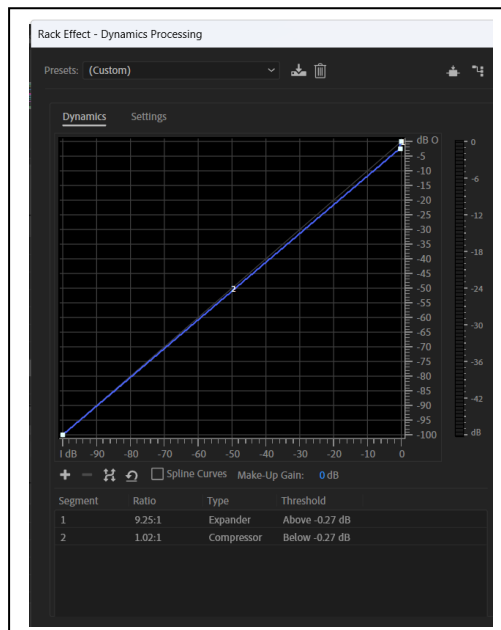 Rack Effect - Dynamics Processing
Presets: (Custom)
Dynamics Settings
dB O
-5
-10
-15
-20
-25
-30
-35
-40
-45
-50
-55
-60
-65
-70
-75
-80
-85
-90
-95
-100
0
-6
-12
-18
-24
-30
-36
-42
dB
2
I dB -90 -80 -70 -60 -50 -40 -30 -20 -10 0
Spline Curves Make-Up Gain: 0 dB
Segment Ratio Type Threshold
1 9.25:1 Expander Above -0.27 dB
2 1.02:1 Compressor Below -0.27 dB